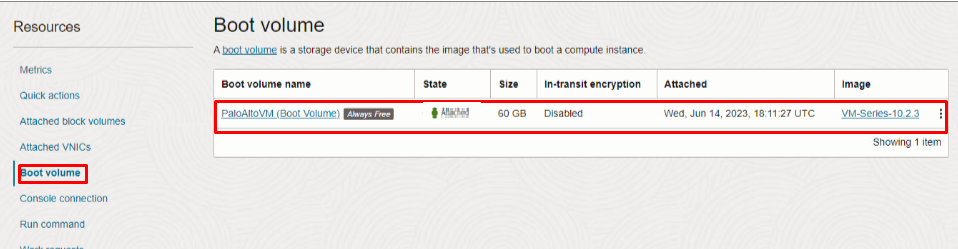 Resources
Metrics
Quick actions
Attached block volumes
Attached VNICs
Boot volume
Console connection
Run command
Work requests
Boot volume
A boot volume is a storage device that contains the image that's used to boot a compute instance.
Boot volume name State Size In-transit encryption Attached Image
PaloAltoVM (Boot Volume) Always Free Attached 60 GB Disabled Wed, Jun 14, 2023, 18:11:27 UTC VM-Series-10.2.3
Showing 1 item